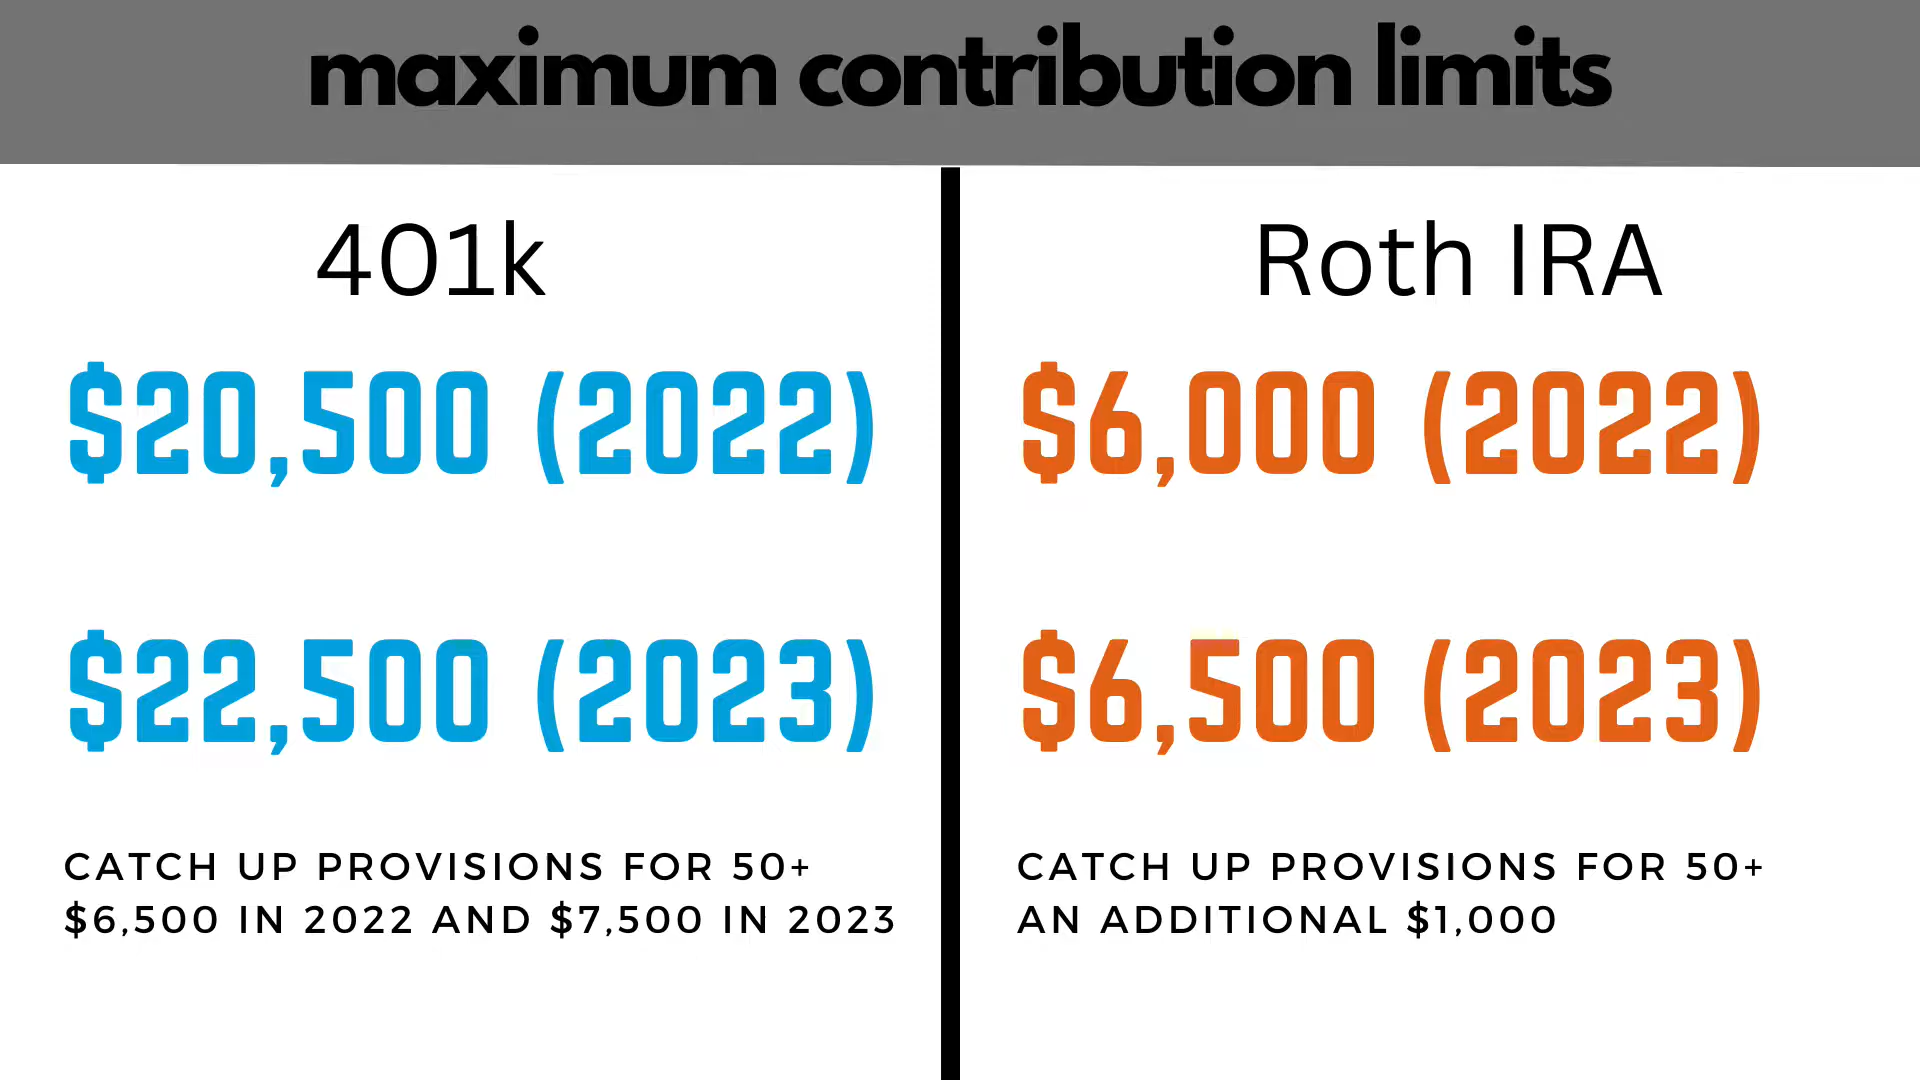 maximum contribution limits
401k
$20,500 (2022)
$22,500 (2023)
CATCH UP PROVISIONS FOR 50+
$6,500 IN 2022 AND $7,500 IN 2023
Roth IRA
$6,000 (2022)
$6,500 (2023)
CATCH UP PROVISIONS FOR 50+
AN ADDITIONAL $1,000